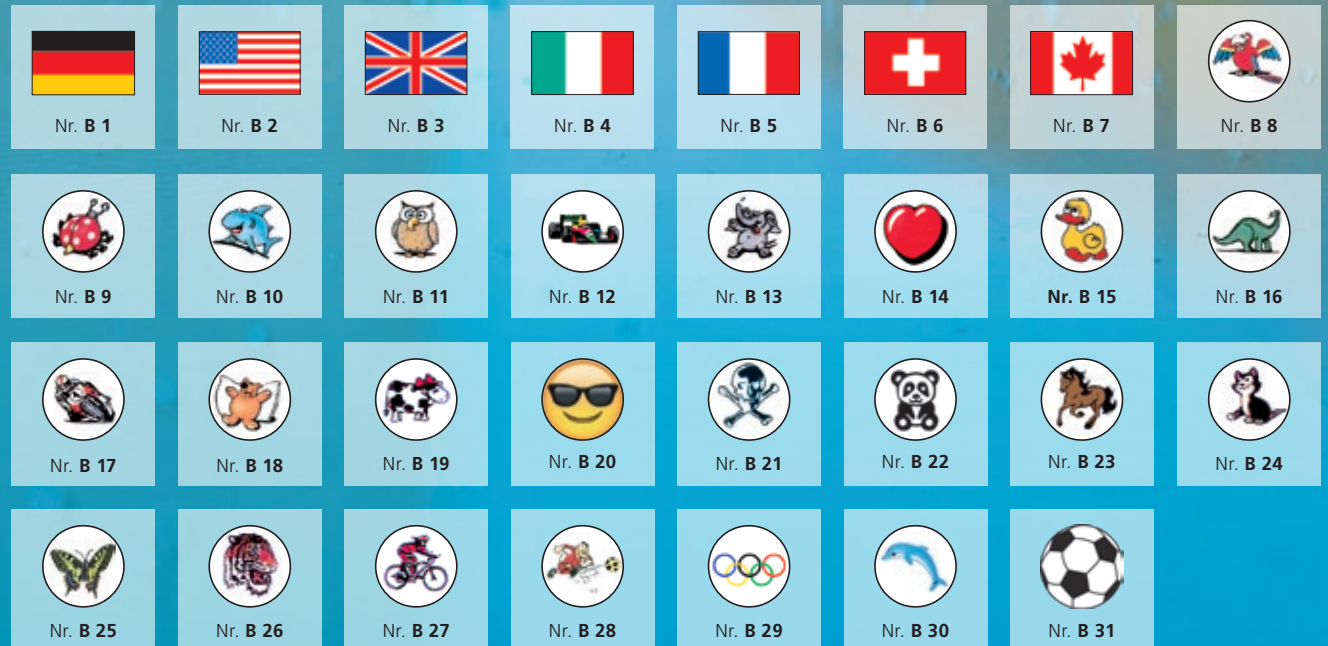 Nr. B 1
Nr. B 2
Nr. B 3
Nr. B 4
Nr. B 5
Nr. B 6
Nr. B 7
Nr. B 8
Nr. B 9
Nr. B 10
Nr. B 11
Nr. B 12
Nr. B 13
Nr. B 14
Nr. B 15
Nr. B 16
Nr. B 17
Nr. B 18
Nr. B 19
Nr. B 20
Nr. B 21
Nr. B 22
Nr. B 23
Nr. B 24
Nr. B 25
Nr. B 26
Nr. B 27
Nr. B 28
Nr. B 29
Nr. B 30
Nr. B 31